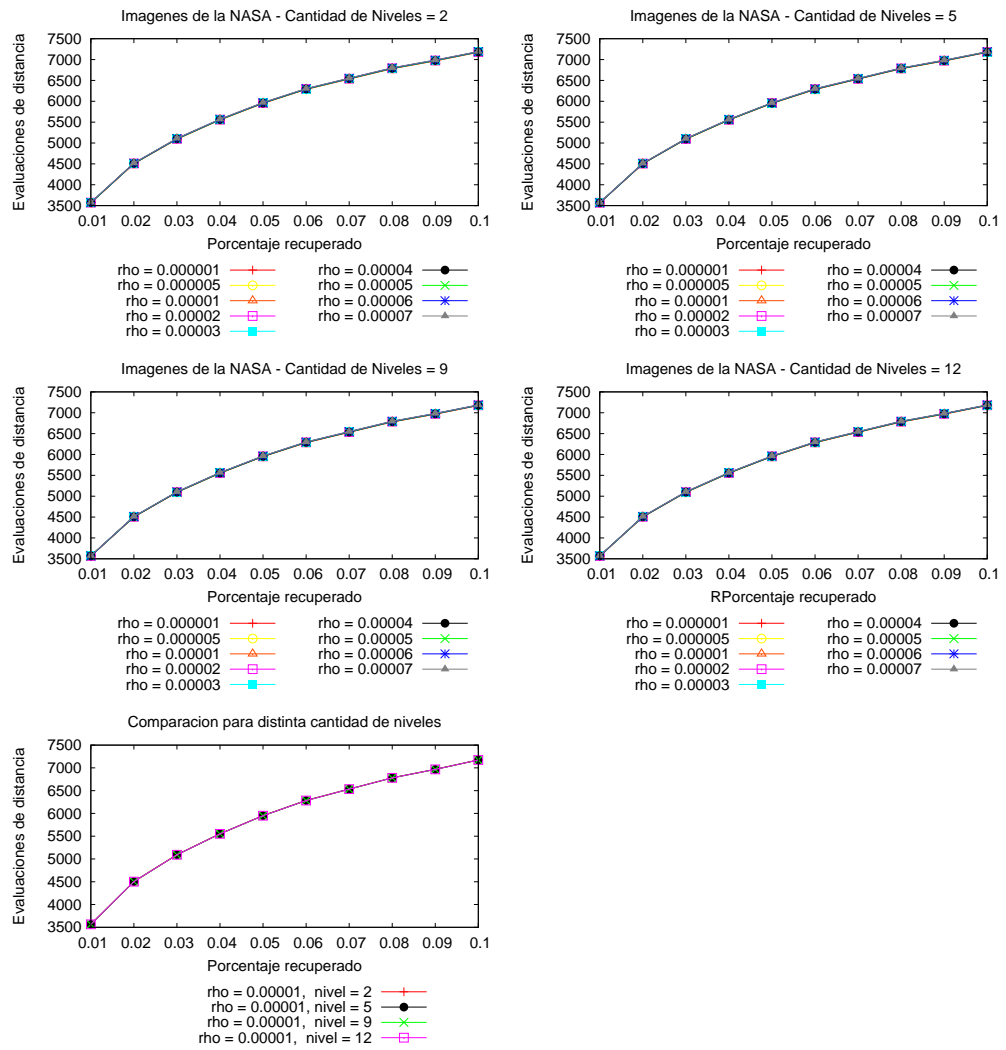 Imagenes de la NASA - Cantidad de Niveles = 2
7500
7000
6500
6000
5500
5000
4500
4000
3500
Evaluaciones de distancia
0.01 0.02 0.03 0.04 0.05 0.06 0.07 0.08 0.09 0.1
Porcentaje recuperado
rho = 0.000001
rho = 0.000005
rho = 0.00001
rho = 0.00002
rho = 0.00003
rho = 0.00004
rho = 0.00005
rho = 0.00006
rho = 0.00007
Imagenes de la NASA - Cantidad de Niveles = 5
7500
7000
6500
6000
5500
5000
4500
4000
3500
Evaluaciones de distancia
0.01 0.02 0.03 0.04 0.05 0.06 0.07 0.08 0.09 0.1
Porcentaje recuperado
rho = 0.000001
rho = 0.000005
rho = 0.00001
rho = 0.00002
rho = 0.00003
rho = 0.00004
rho = 0.00005
rho = 0.00006
rho = 0.00007
Imagenes de la NASA - Cantidad de Niveles = 9
7500
7000
6500
6000
5500
5000
4500
4000
3500
Evaluaciones de distancia
0.01 0.02 0.03 0.04 0.05 0.06 0.07 0.08 0.09 0.1
Porcentaje recuperado
rho = 0.000001
rho = 0.000005
rho = 0.00001
rho = 0.00002
rho = 0.00003
rho = 0.00004
rho = 0.00005
rho = 0.00006
rho = 0.00007
Imagenes de la NASA - Cantidad de Niveles = 12
7500
7000
6500
6000
5500
5000
4500
4000
3500
Evaluaciones de distancia
0.01 0.02 0.03 0.04 0.05 0.06 0.07 0.08 0.09 0.1
RPorcentaje recuperado
rho = 0.000001
rho = 0.000005
rho = 0.00001
rho = 0.00002
rho = 0.00003
rho = 0.00004
rho = 0.00005
rho = 0.00006
rho = 0.00007
Comparacion para distinta cantidad de niveles
7500
7000
6500
6000
5500
5000
4500
4000
3500
Evaluaciones de distancia
0.01 0.02 0.03 0.04 0.05 0.06 0.07 0.08 0.09 0.1
Porcentaje recuperado
rho = 0.00001, nivel = 2
rho = 0.00001, nivel = 5
rho = 0.00001, nivel = 9
rho = 0.00001, nivel = 12